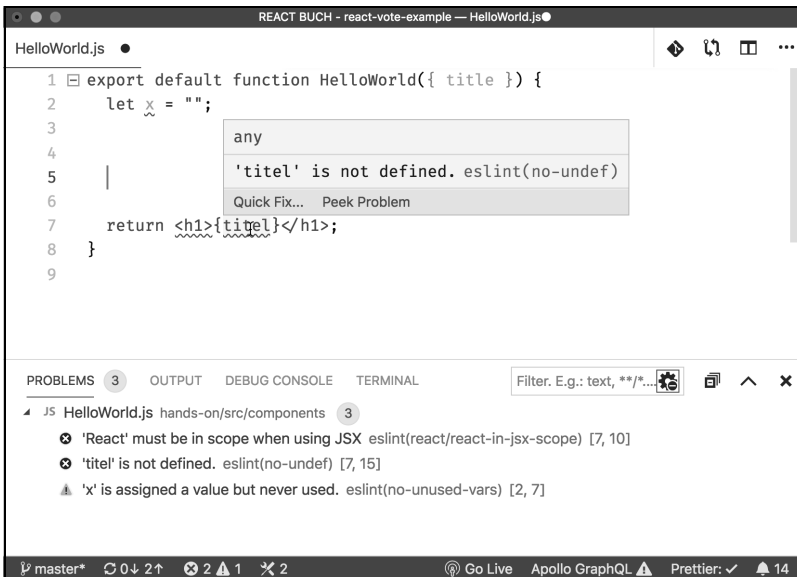 REACT BUCH - react-vote-example — HelloWorld.js●
HelloWorld.js ●
1 export default function HelloWorld({ title }) {
2 let x = "";
3
4
5
6
7 return <h1>{titel}</h1>;
8 }
9
any
'titel' is not defined. eslint(no-undef)
Quick Fix... Peek Problem
PROBLEMS 3 OUTPUT DEBUG CONSOLE TERMINAL Filter. E.g.: text, **/*...
JS HelloWorld.js hands-on/src/components 3
'React' must be in scope when using JSX eslint(react/react-in-jsx-scope) [7, 10]
'titel' is not defined. eslint(no-undef) [7, 15]
'x' is assigned a value but never used. eslint(no-unused-vars) [2, 7]
master* 0↓ 2↑ 2 1 2 Go Live Apollo GraphQL Prettier: ✓ 14